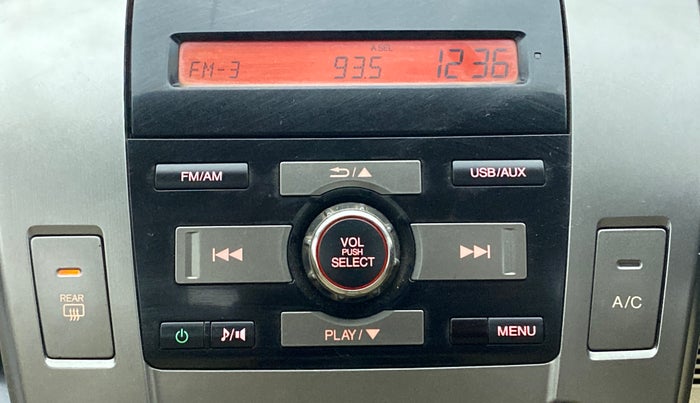 A.SEL
FM-3 93.5 12 36
FM/AM
/▲
USB/AUX
VOL
PUSH
SELECT
REAR
A/C
PLAY/▼
MENU